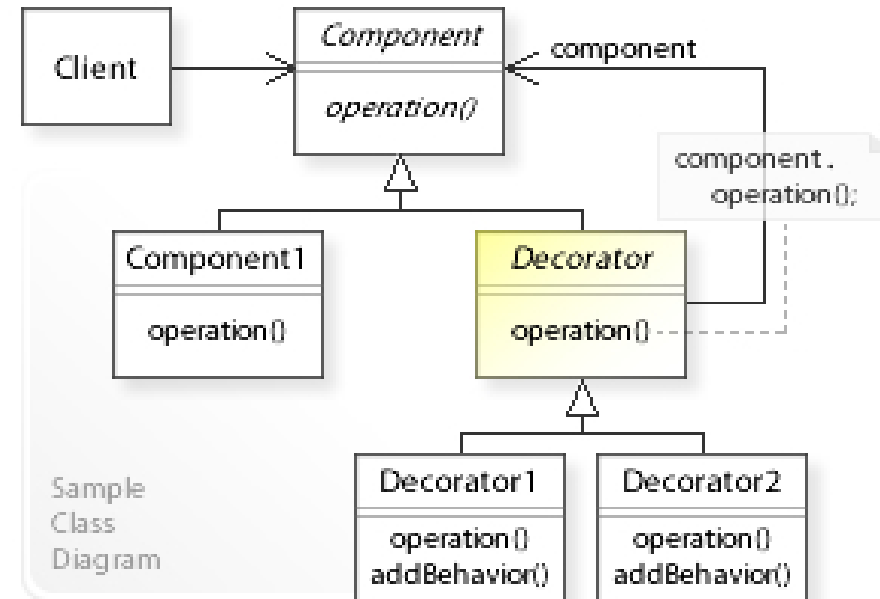 Client
Component
operation()
component
component.
operation();
Component1
operation()
Decorator
operation()
Decorator1
operation()
addBehavior()
Decorator2
operation()
addBehavior()
Sample
Class
Diagram